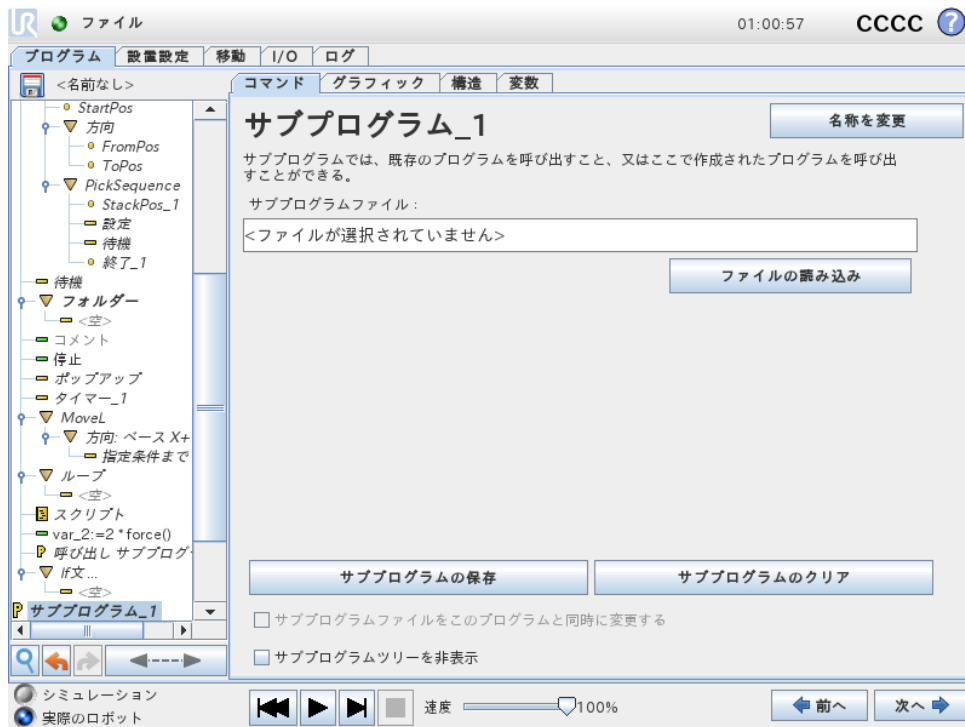 UR ファイル 01:00:57 CCCC ?
プログラム 設置設定 移動 I/O ログ
<名前なし>
StartPos
方向
FromPos
ToPos
PickSequence
StackPos_1
設定
待機
終了_1
待機
フォルダー
<空>
コメント
停止
ポップアップ
タイマー_1
MoveL
方向: ベース X+
指定条件まで
ループ
<空>
スクリプト
var_2:=2 * force()
呼び出し サブプログ
If文 ...
<空>
サブプログラム_1
コマンド グラフィック 構造 変数
サブプログラム_1
名称を変更
サブプログラムでは、既存のプログラムを呼び出すこと、又はここで作成されたプログラムを呼び出
すことができる。
サブプログラムファイル :
<ファイルが選択されていません>
ファイルの読み込み
サブプログラムの保存 サブプログラムのクリア
サブプログラムファイルをこのプログラムと同時に変更する
サブプログラムツリーを非表示
シミュレーション
実際のロボット
速度 100%
前へ 次へ